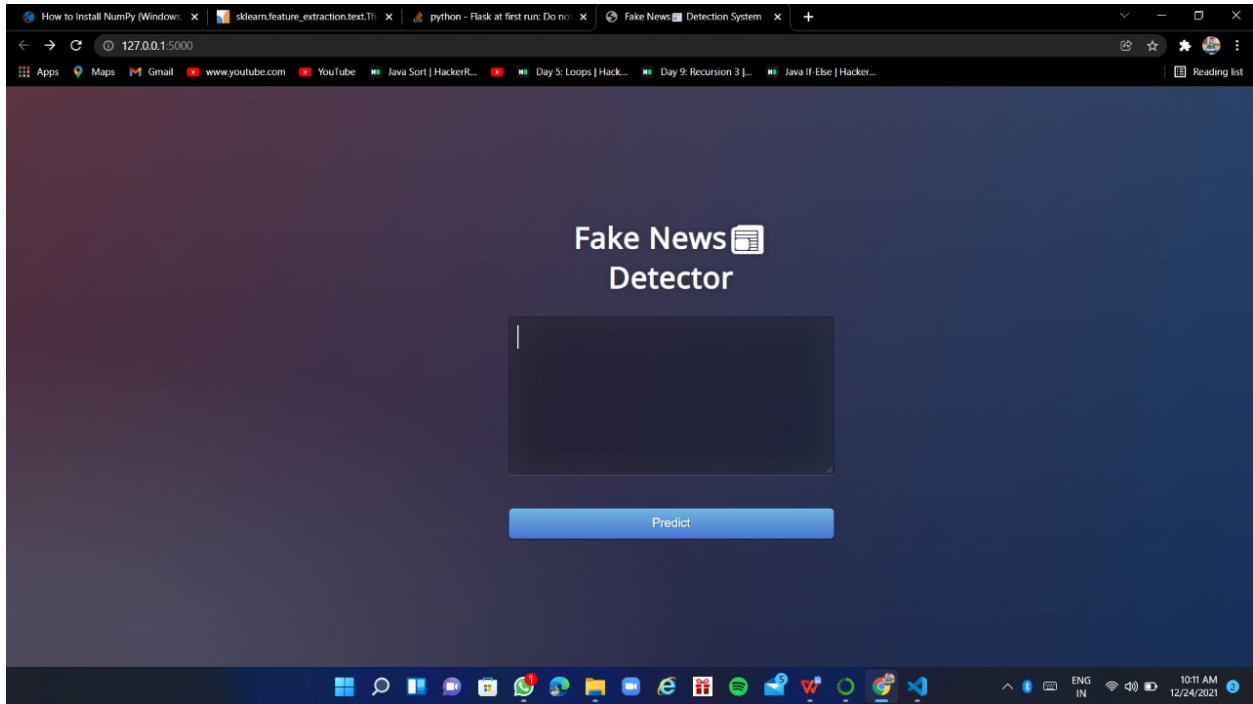 How to Install NumPy (Windows,
sklearn.feature_extraction.text.Tfi
python - Flask at first run: Do not
Fake News Detection System
127.0.0.1:5000
Apps
Maps
Gmail
www.youtube.com
YouTube
Java Sort | HackerR...
Day 5: Loops | Hack...
Day 9: Recursion 3 |...
Java If-Else | Hacker...
Reading list
Fake News
Detector
Predict
ENG
IN
10:11 AM
12/24/2021
2